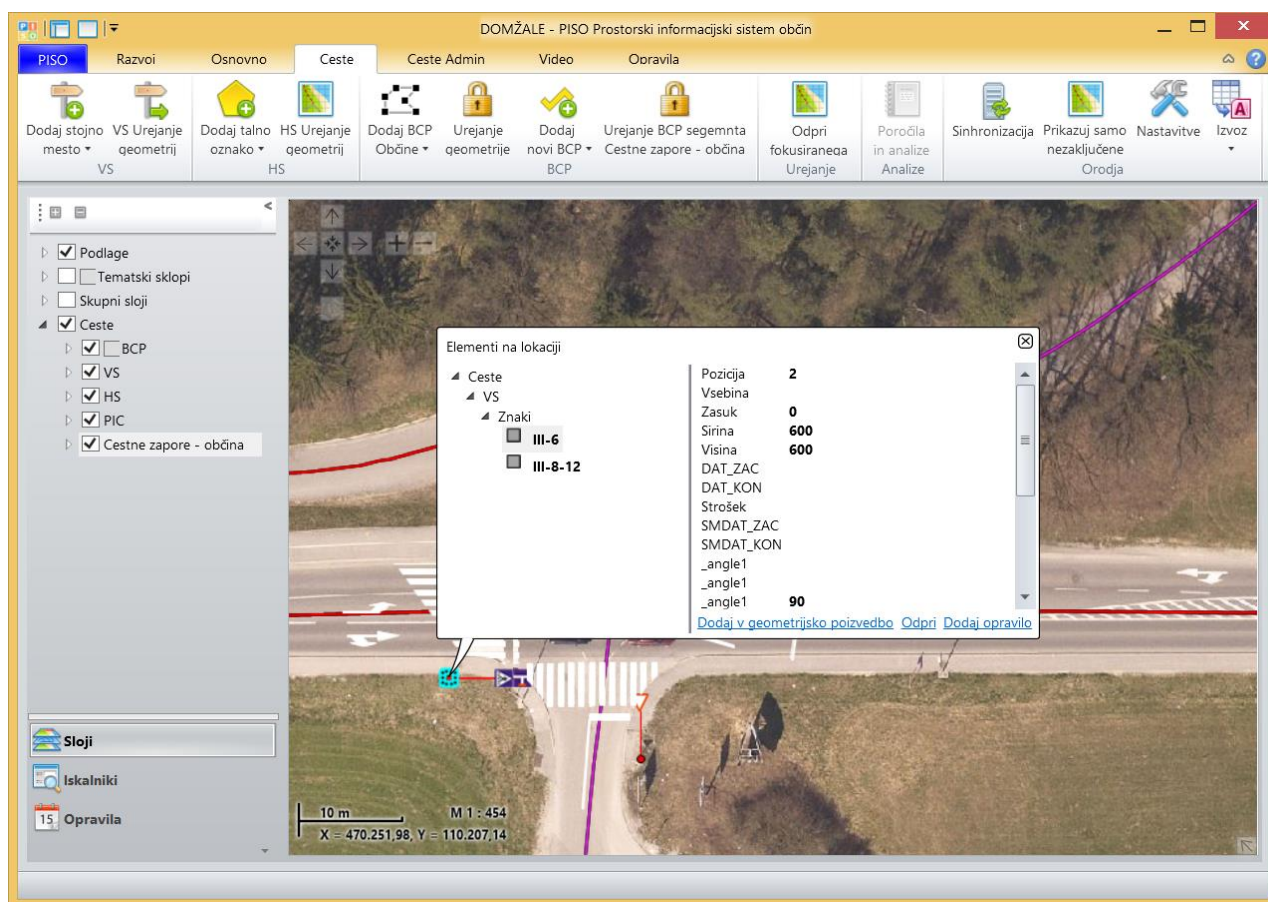 DOMŽALE - PISO Prostorski informacijski sistem občin
PISO Razvoj Osnovno Ceste Ceste Admin Video Opravila
Dodaj stojno mesto
VS Urejanje geometrij
VS
Dodaj talno oznako
HS Urejanje geometrij
HS
Dodaj BCP Občine
Urejanje geometrije
Dodaj novi BCP
Urejanje BCP segemnta Cestne zapore - občina
BCP
Odpri fokusiranega
Urejanje
Poročila in analize
Analize
Sinhronizacija
Prikazuj samo nezaključene
Nastavitve
Izvoz
Orodja
Podlage
Tematski sklopi
Skupni sloji
Ceste
BCP
VS
HS
PIC
Cestne zapore - občina
Sloji
Iskalniki
15 Opravila
Elementi na lokaciji
Ceste
VS
Znaki
III-6
III-8-12
Pozicija 2
Vsebina
Zasuk 0
Sirina 600
Visina 600
DAT_ZAC
DAT_KON
Strošek
SMDAT_ZAC
SMDAT_KON
_angle1
_angle1
_angle1 90
Dodaj v geometrijsko poizvedbo Odpri Dodaj opravilo
10 m M 1 : 454
X = 470.251,98, Y = 110.207,14